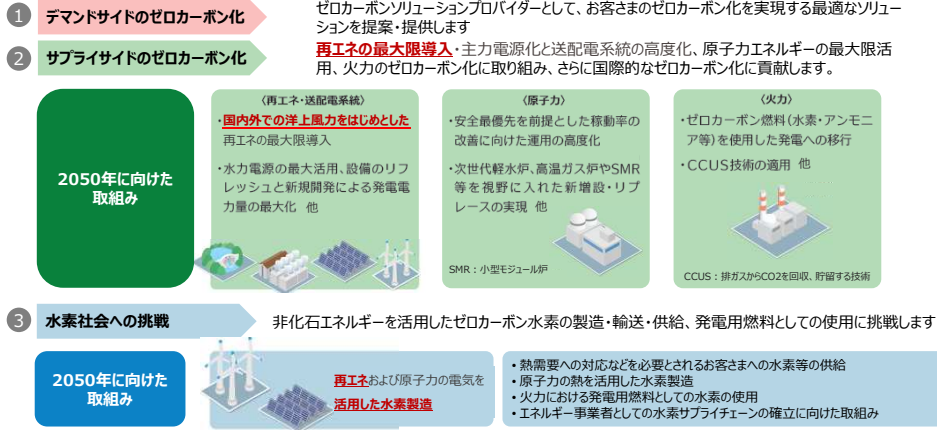 1 デマンドサイドのゼロカーボン化
ゼロカーボンソリューションプロバイダーとして、お客さまのゼロカーボン化を実現する最適なソリュー
ションを提案・提供します
2 サプライサイドのゼロカーボン化
再エネの最大限導入・主力電源化と送配電系統の高度化、原子力エネルギーの最大限活
用、火力のゼロカーボン化に取り組み、さらに国際的なゼロカーボン化に貢献します。
2050年に向けた
取組み
〈再エネ・送配電系統〉
・国内外での洋上風力をはじめとした
再エネの最大限導入
・水力電源の最大活用、設備のリフ
レッシュと新規開発による発電電
力量の最大化 他
〈原子力〉
・安全最優先を前提とした稼動率の
改善に向けた運用の高度化
・次世代軽水炉、高温ガス炉やSMR
等を視野に入れた新増設・リプ
レースの実現 他
SMR：小型モジュール炉
〈火力〉
・ゼロカーボン燃料(水素・アンモニ
ア等)を使用した発電への移行
・CCUS技術の適用 他
CCUS：排ガスからCO2を回収、貯留する技術
3 水素社会への挑戦
非化石エネルギーを活用したゼロカーボン水素の製造・輸送・供給、発電用燃料としての使用に挑戦します
2050年に向けた
取組み
再エネおよび原子力の電気を
活用した水素製造
・熱需要への対応などを必要とされるお客さまへの水素等の供給
・原子力の熱を活用した水素製造
・火力における発電用燃料としての水素の使用
・エネルギー事業者としての水素サプライチェーンの確立に向けた取組み